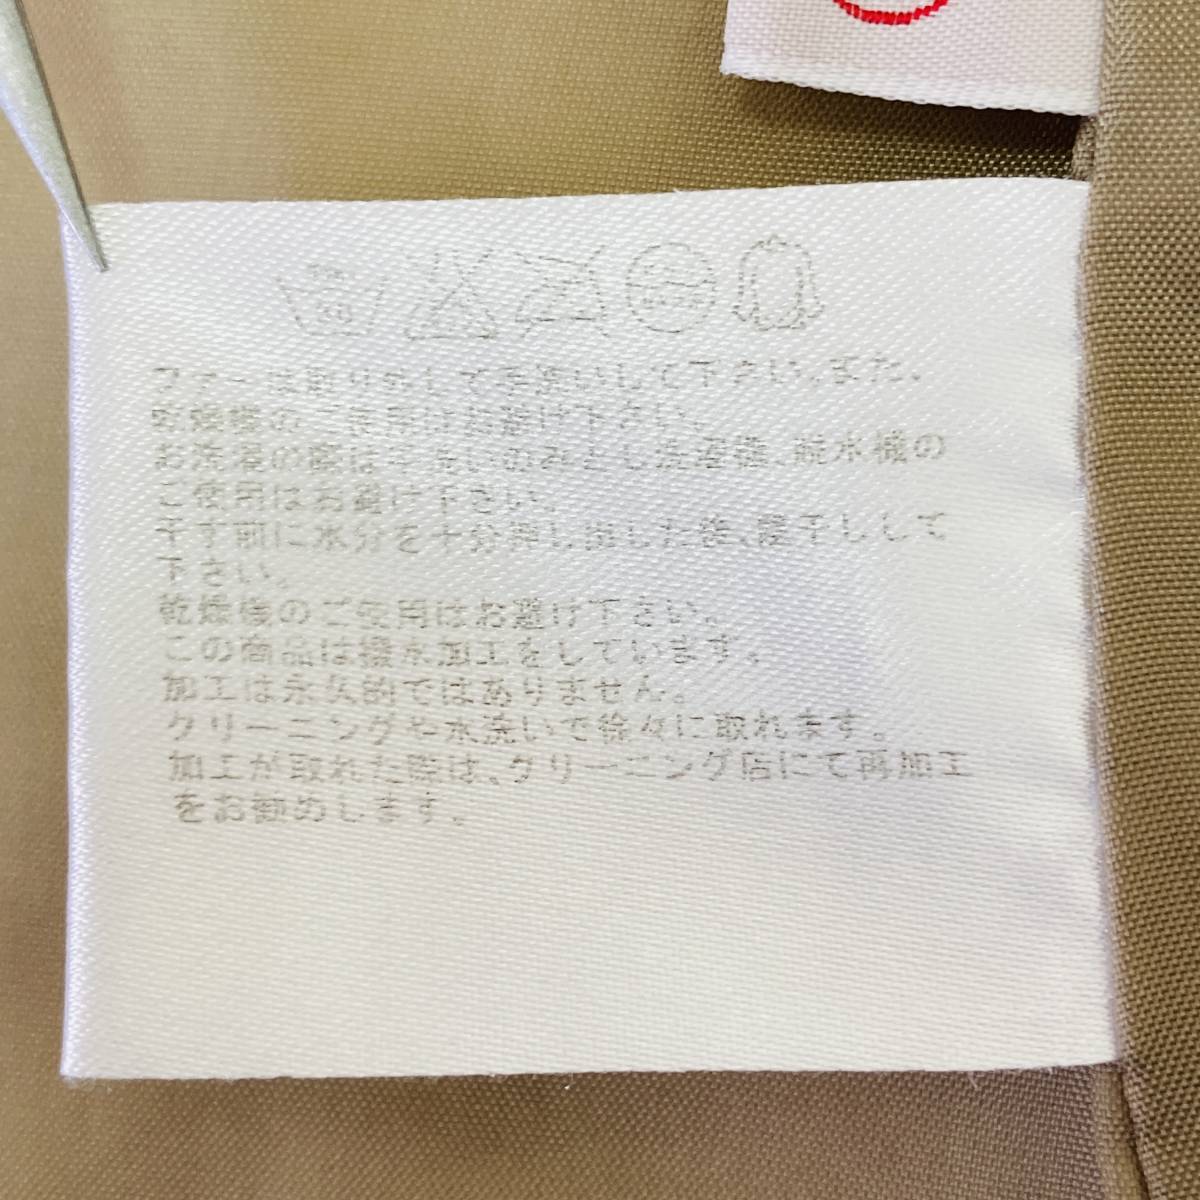 ファーは取り外して手洗いして下さい。また、
乾燥機のご使用はお避け下さい。
お洗濯の際は手洗いのみとし洗濯機、脱水機の
ご使用はお避け下さい。
干す前に水分を十分押し出した後、陰干しして
下さい。
乾燥機のご使用はお避け下さい。
この商品は撥水加工をしています。
加工は永久的ではありません。
クリーニングや水洗いで徐々に取れます。
加工が取れた際は、クリーニング店にて再加工
をお勧めします。